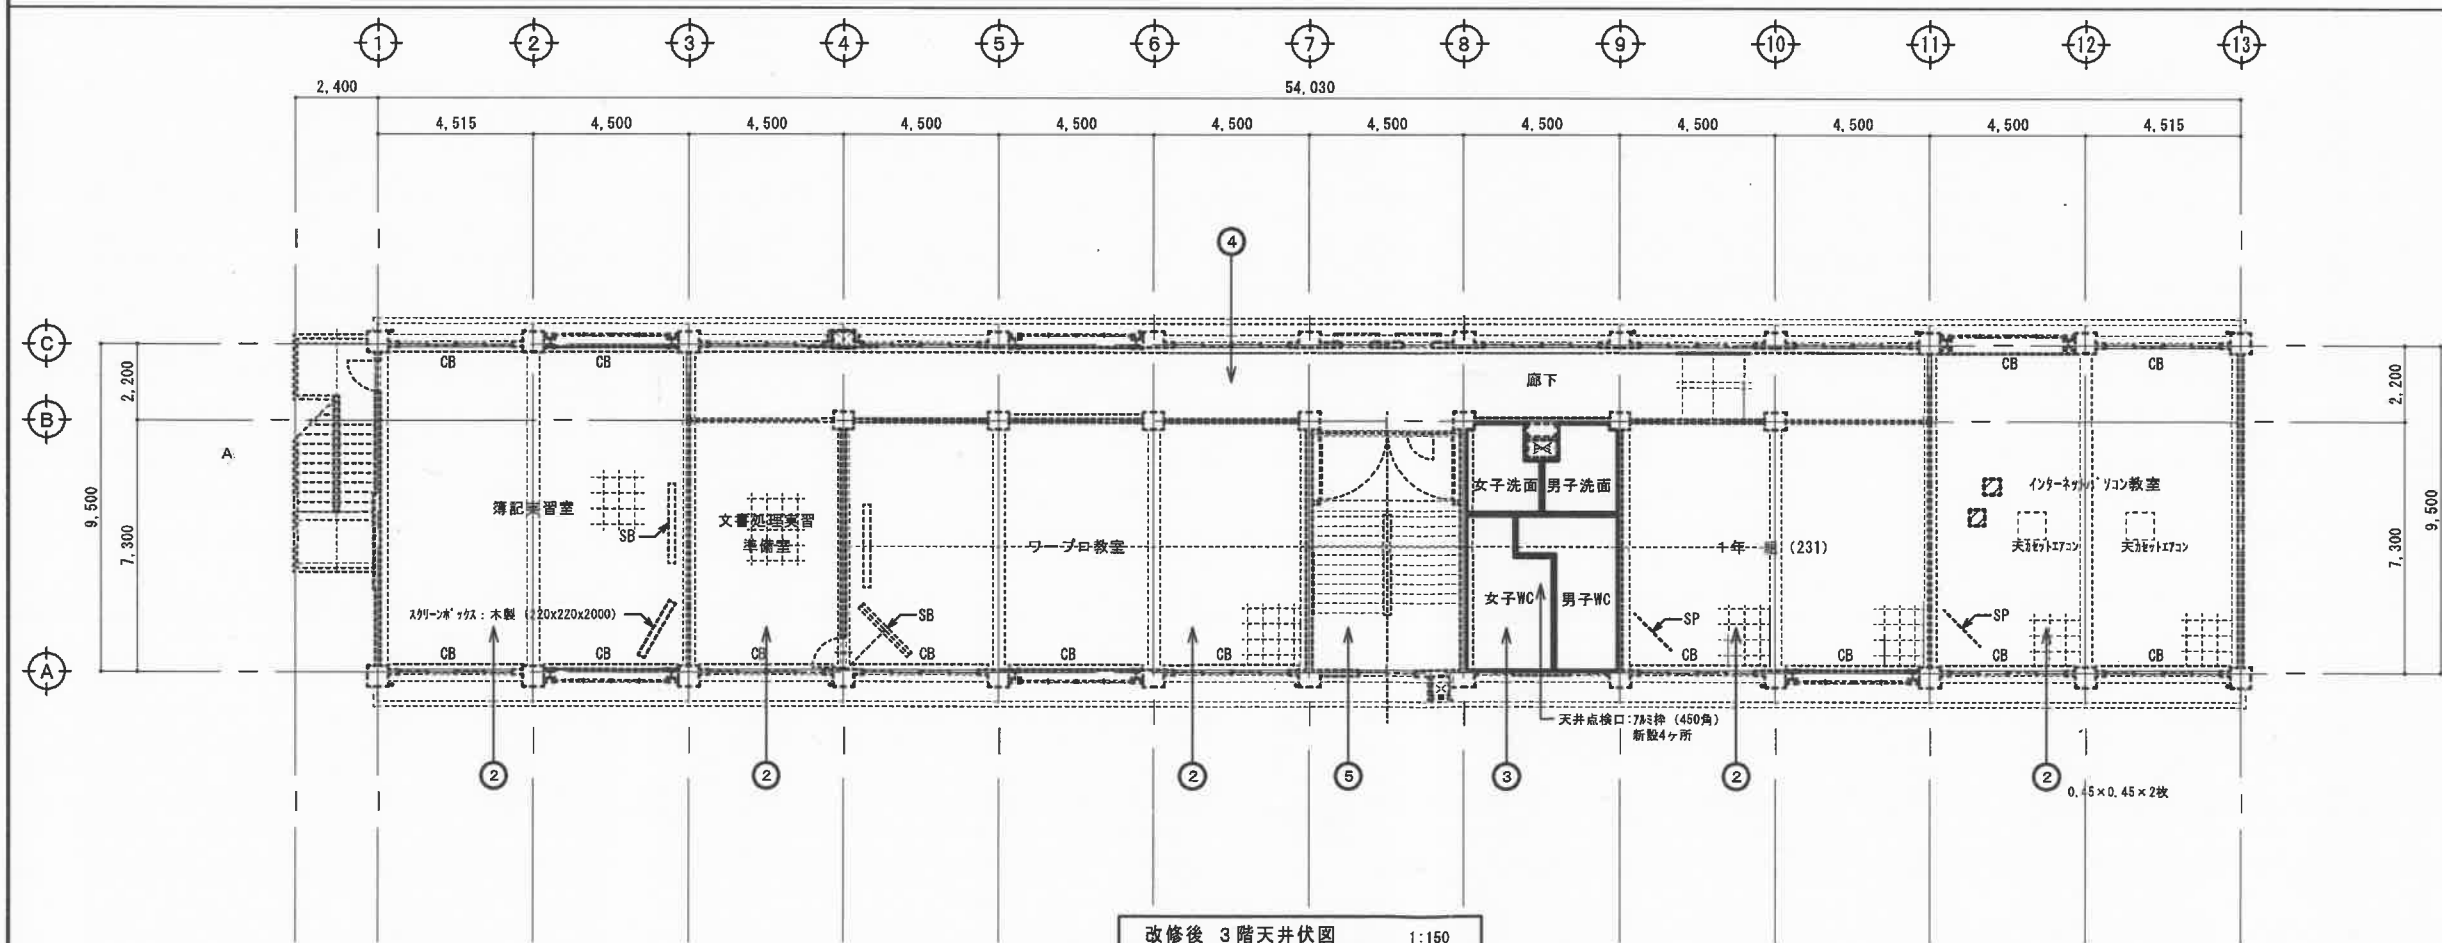 1 2 3 4 5 6 7 8 9 10 11 12 13
2,400 54,030
4,515 4,500 4,500 4,500 4,500 4,500 4,500 4,500 4,500 4,500 4,500 4,515
4
C
CB CB CB CB
2,200 廊下 2,200
B
A
9,500 7,300
女子洗面 男子洗面
インターネットパソコン教室
簿記実習室 SB
文書処理実習
準備室
ワープロ教室
(231)
天カセットエアコン 天カセットエアコン
7,300 9,500
女子WC 男子WC
スクリーンボックス：木製 (220x220x2000)
SB SP SP
CB CB CB CB CB CB CB CB CB CB
A
天井点検口：アルミ枠 (450角)
新設4ヶ所
2 2 2 5 3 2 2
0.45×0.45×2枚
改修後 3階天井伏図 1:150